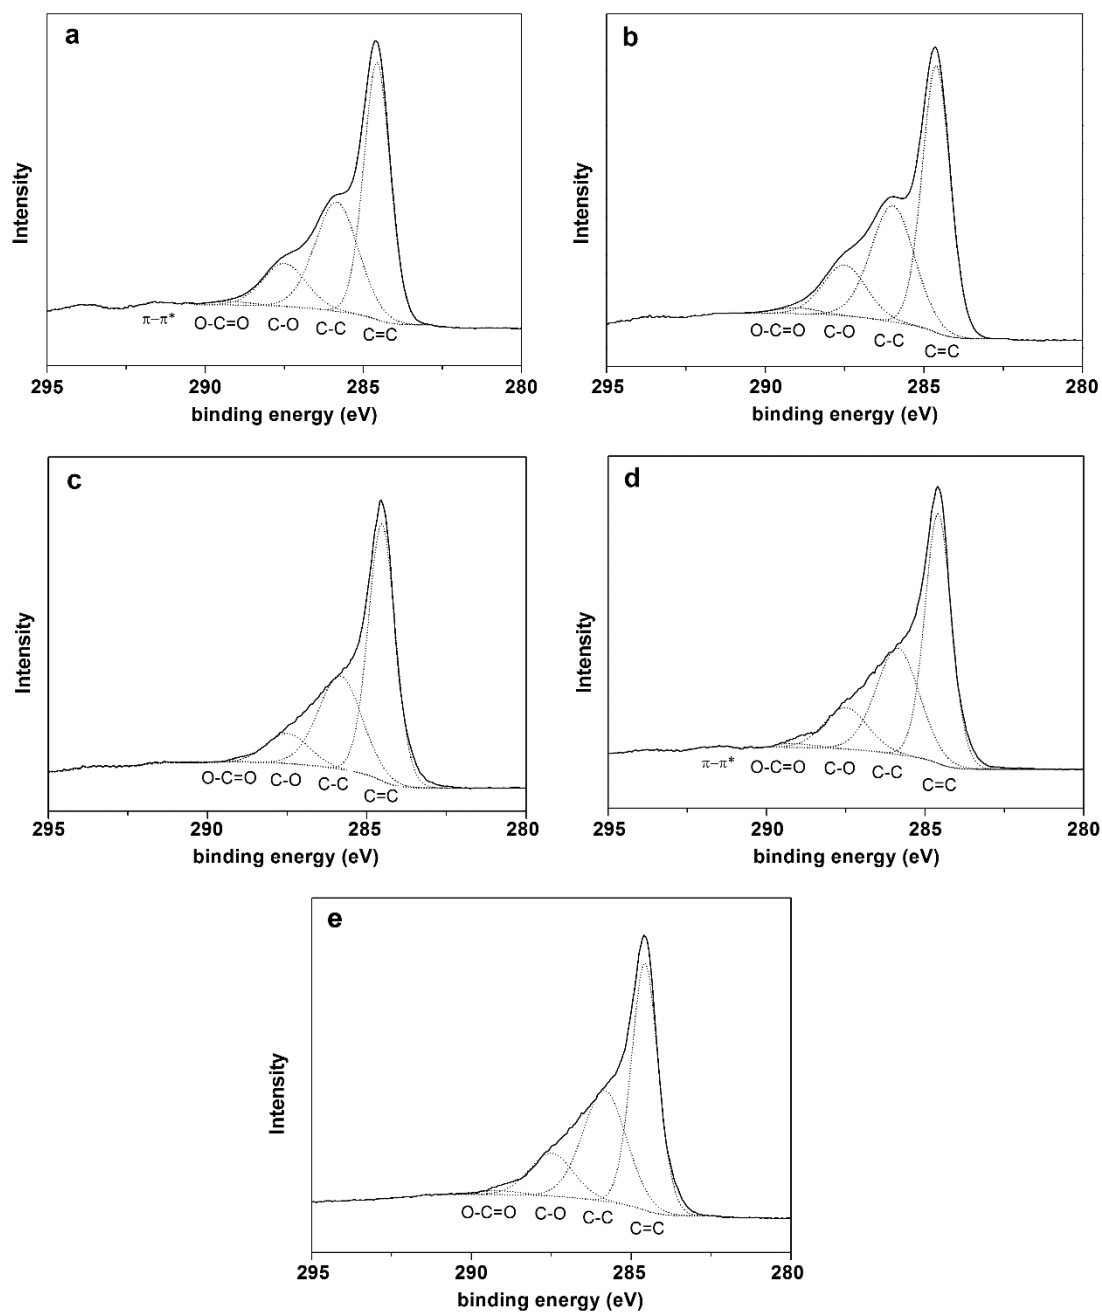 a
Intensity
π–π*
O-C=O
C-O
C-C
C=C
295
290
285
280
binding energy (eV)
b
Intensity
O-C=O
C-O
C-C
C=C
295
290
285
280
binding energy (eV)
c
Intensity
O-C=O
C-O
C-C
C=C
295
290
285
280
binding energy (eV)
d
Intensity
π–π*
O-C=O
C-O
C-C
C=C
295
290
285
280
binding energy (eV)
e
Intensity
O-C=O
C-O
C-C
C=C
295
290
285
280
binding energy (eV)